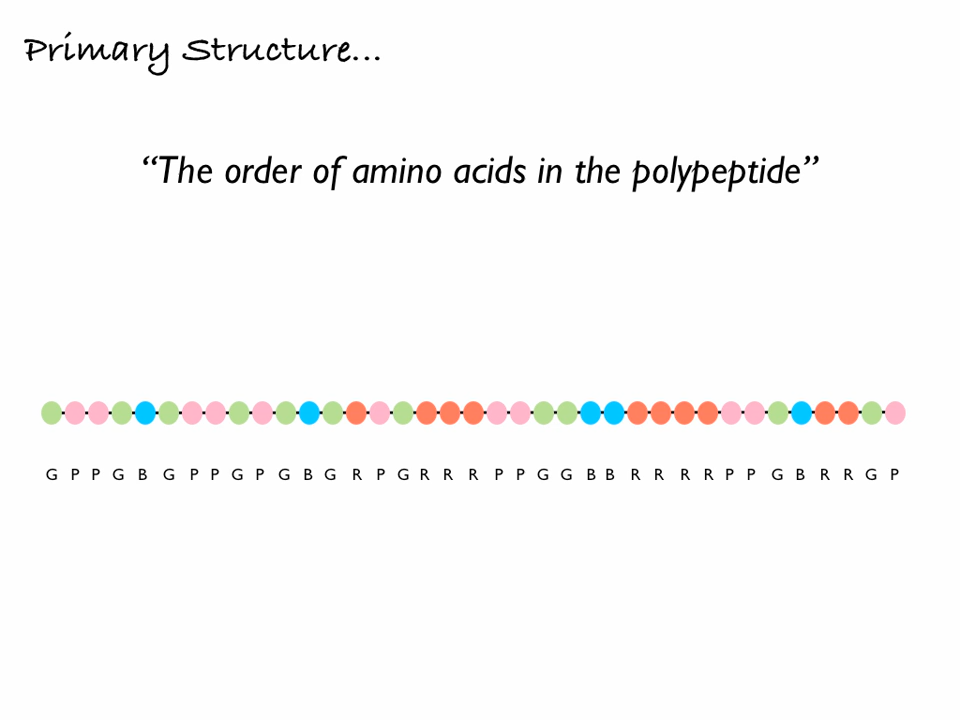 Primary Structure...
“The order of amino acids in the polypeptide”
G P P G B G P P G P G B G R P G R R R P P G G B B R R R R P P G B R R G P